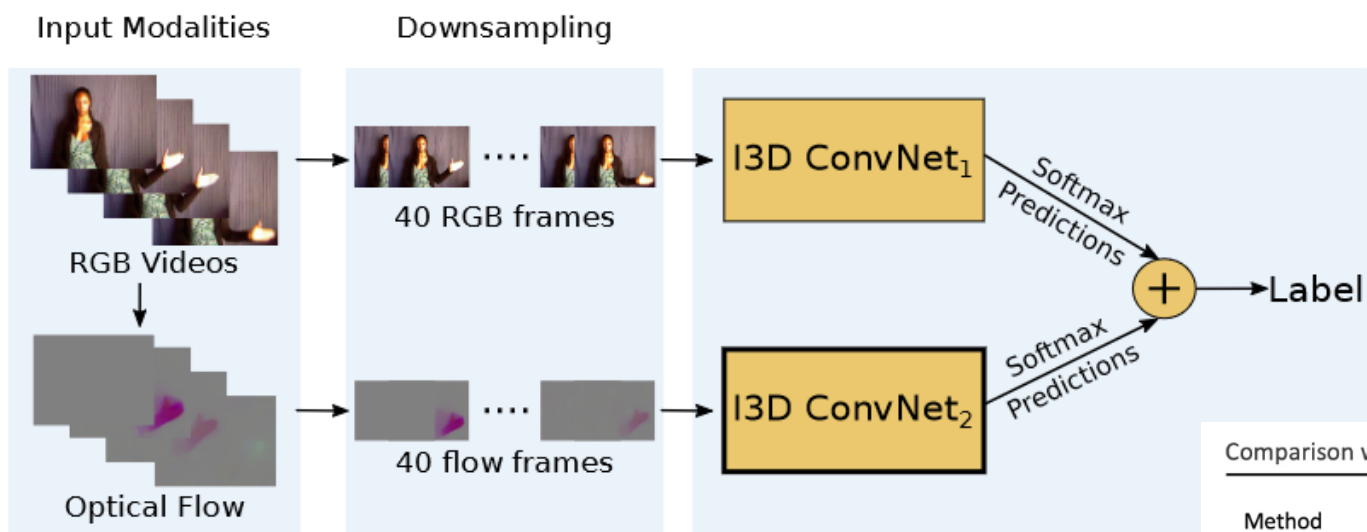 Input Modalities
Downsampling
RGB Videos
40 RGB frames
I3D ConvNet1
Softmax
Predictions
+
Label
Optical Flow
40 flow frames
I3D ConvNet2
Softmax
Predictions
Comparison v
Method